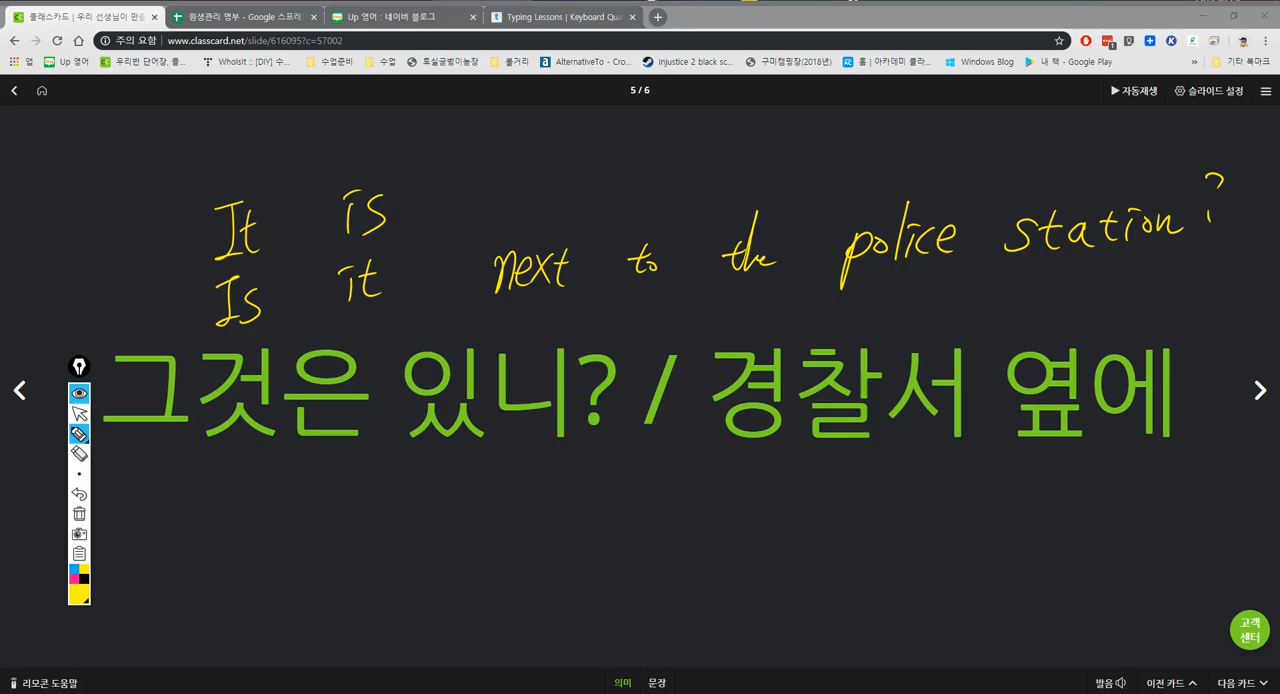 클래스카드 | 우리 선생님이 만들
원생관리 명부 - Google 스프레
Up 영어 : 네이버 블로그
Typing Lessons | Keyboard Qua
주의 요함 | www.classcard.net/slide/616095?c=57002
앱 Up 영어 우리반 단어장, 클... WhoIsIt :: [DIY] 수... 수업준비 수업 토실굼벵이농장 볼거리 AlternativeTo - Cro... injustice 2 black sc... 구미캠핑장(2018년) 홈 | 아카데미 클라... Windows Blog 내 책 - Google Play » 기타 북마크
5 / 6
자동재생 슬라이드 설정
It is
Is it next to the police station?
그것은 있니? / 경찰서 옆에
고객
센터
리모콘 도움말 의미 문장 발음 이전 카드 다음 카드